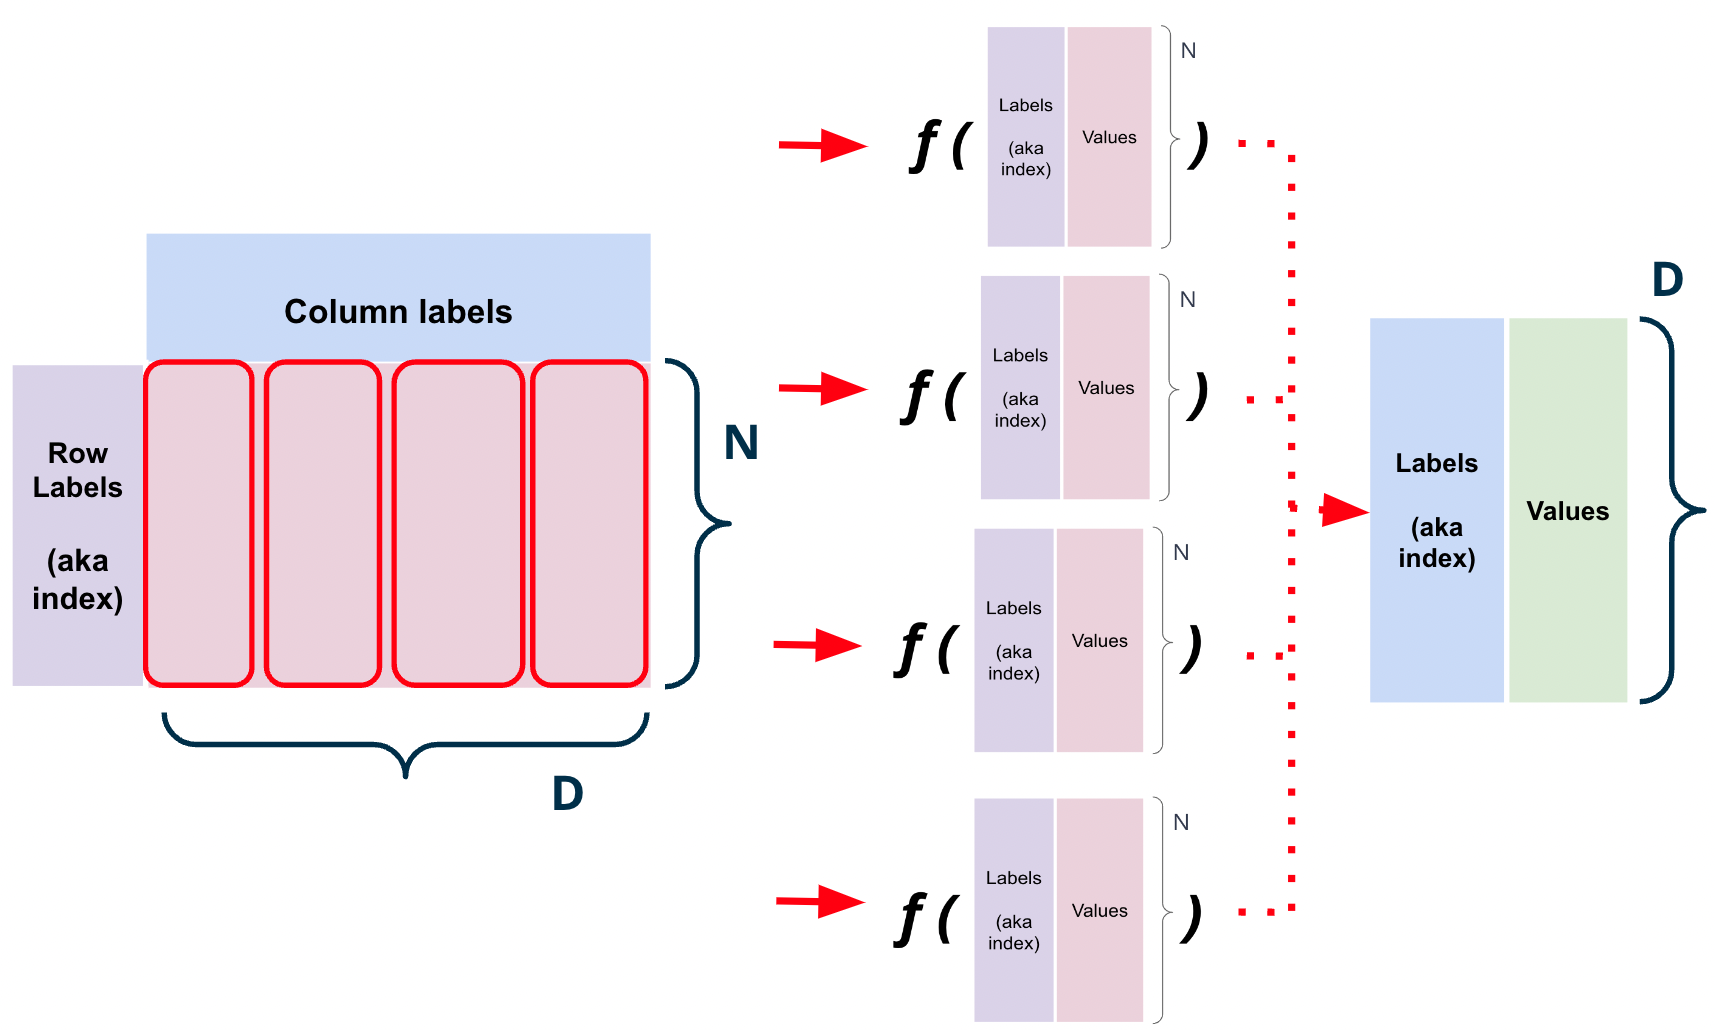 Column labels
Row
Labels
(aka
index)
N
D
f (
Labels
(aka
index)
Values
N
)
f (
Labels
(aka
index)
Values
N
)
f (
Labels
(aka
index)
Values
N
)
f (
Labels
(aka
index)
Values
N
)
Labels
(aka
index)
Values
D